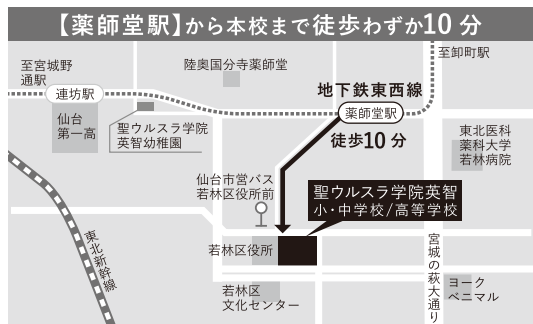 【薬師堂駅】から本校まで徒歩わずか10分
至宮城野
通駅
連坊駅
仙台
第一高
陸奥国分寺薬師堂
至卸町駅
地下鉄東西線
薬師堂駅
聖ウルスラ学院
英智幼稚園
徒歩10分
東北医科
薬科大学
若林病院
仙台市営バス
若林区役所前
聖ウルスラ学院英智
小・中学校/高等学校
若林区役所
東北新幹線
宮城の萩大通り
若林区
文化センター
ヨーク
ベニマル